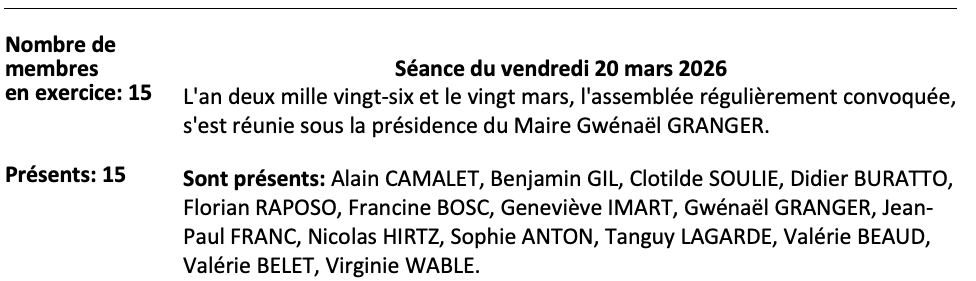 Nombre de
membres
en exercice: 15
Séance du vendredi 20 mars 2026
L'an deux mille vingt-six et le vingt mars, l'assemblée régulièrement convoquée,
s'est réunie sous la présidence du Maire Gwénaël GRANGER.
Présents: 15
Sont présents: Alain CAMALET, Benjamin GIL, Clotilde SOULIE, Didier BURATTO,
Florian RAPOSO, Francine BOSC, Geneviève IMART, Gwénaël GRANGER, Jean-
Paul FRANC, Nicolas HIRTZ, Sophie ANTON, Tanguy LAGARDE, Valérie BEAUD,
Valérie BELET, Virginie WABLE.